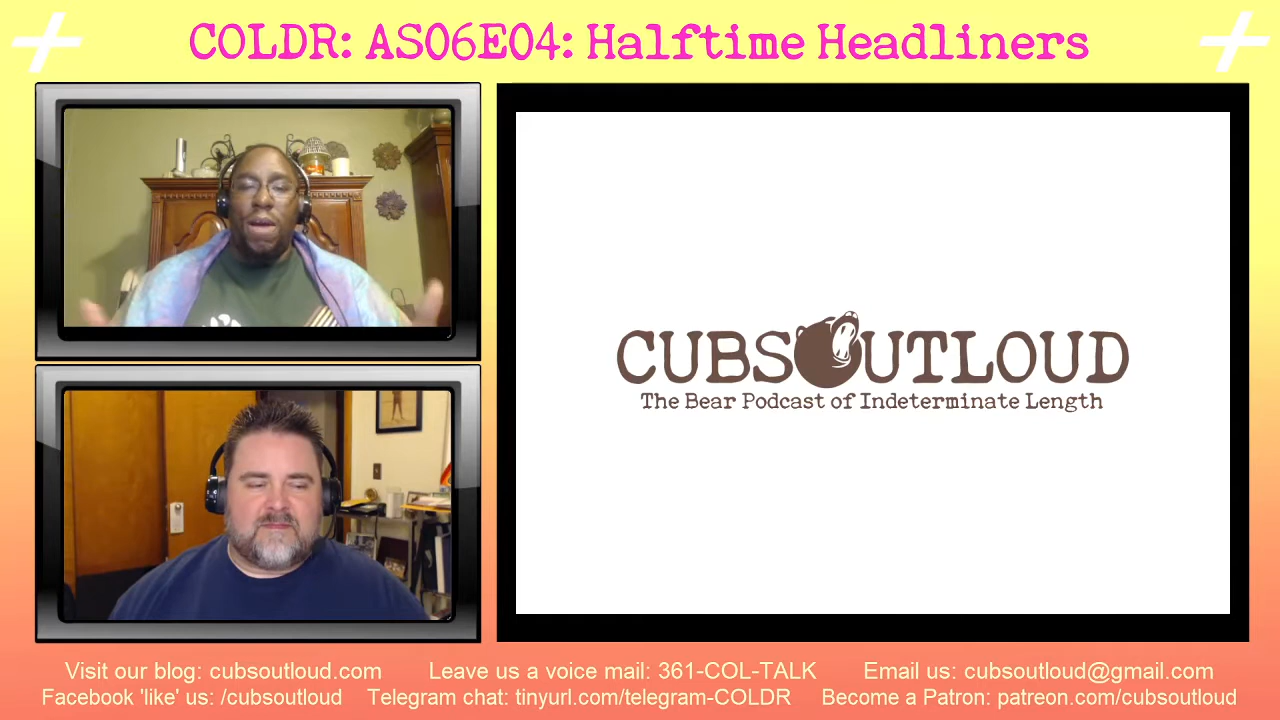 COLDR: AS06E04: Halftime Headliners
CUBSOUTLOUD
The Bear Podcast of Indeterminate Length
Visit our blog: cubsoutloud.com
Leave us a voice mail: 361-COL-TALK
Email us: cubsoutloud@gmail.com
Facebook 'like' us: /cubsoutloud
Telegram chat: tinyurl.com/telegram-COLDR
Become a Patron: patreon.com/cubsoutloud